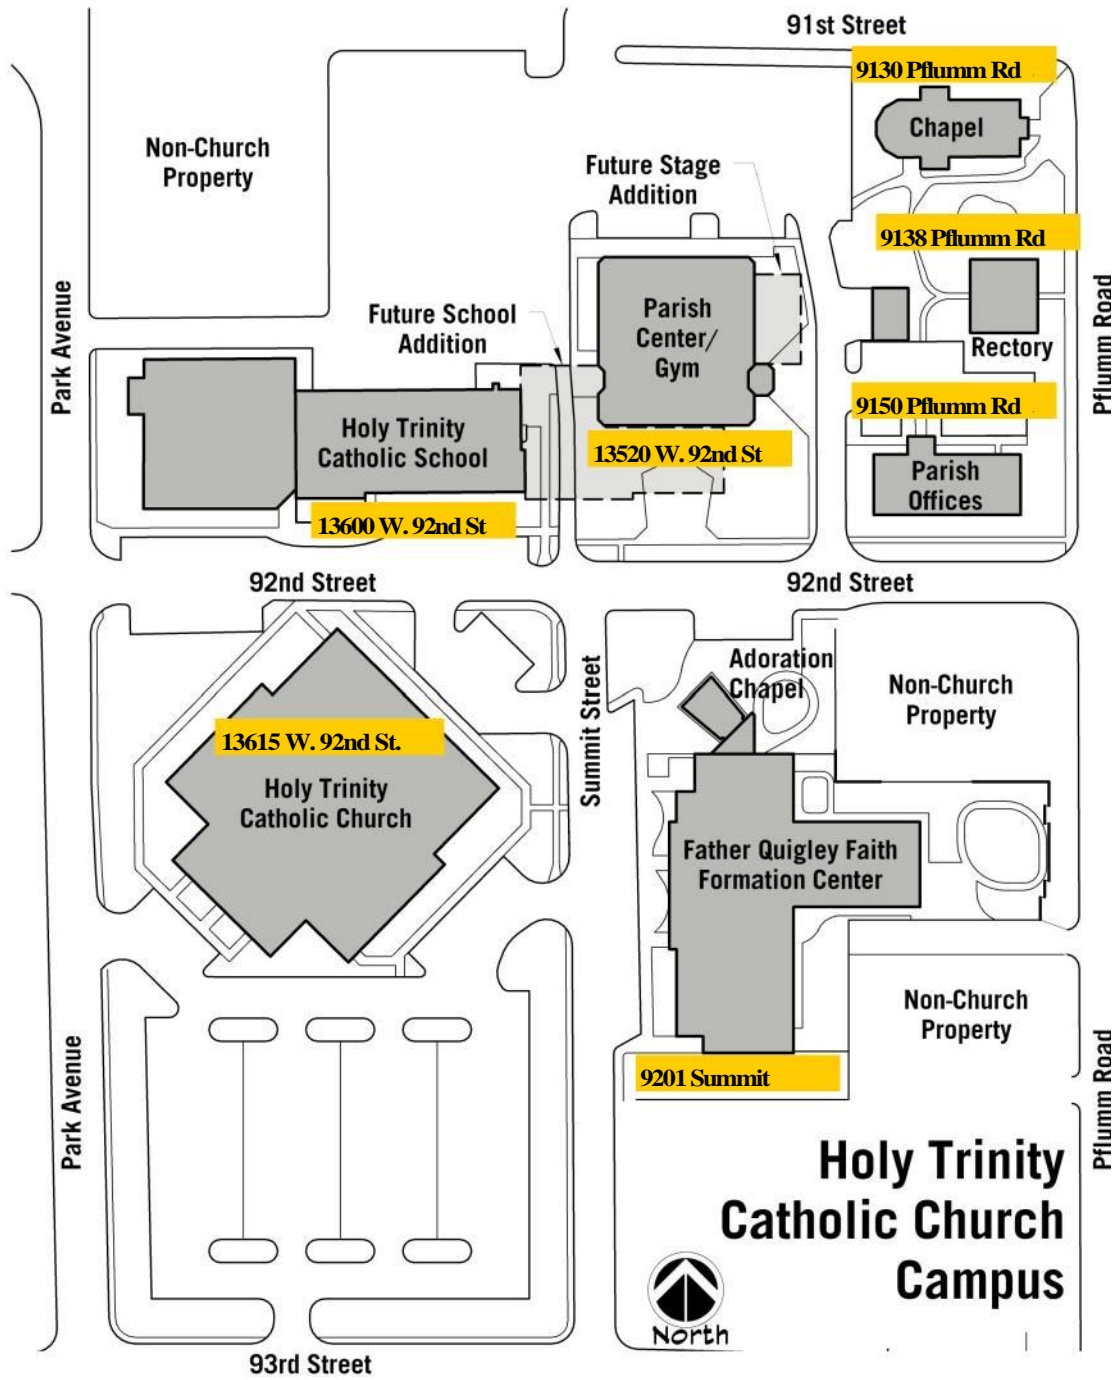 91st Street
9130 Pflumm Rd
Chapel
Non-Church
Property
Future Stage
Addition
9138 Pflumm Rd
Park Avenue
Pflumm Road
Future School
Addition
Parish
Center/
Gym
Rectory
9150 Pflumm Rd
Holy Trinity
Catholic School
13520 W. 92nd St
Parish
Offices
13600 W. 92nd St
92nd Street
92nd Street
Adoration
Chapel
Non-Church
Property
Summit Street
13615 W. 92nd St.
Holy Trinity
Catholic Church
Father Quigley Faith
Formation Center
Non-Church
Property
Park Avenue
Pflumm Road
9201 Summit
Holy Trinity
Catholic Church
Campus
North
93rd Street